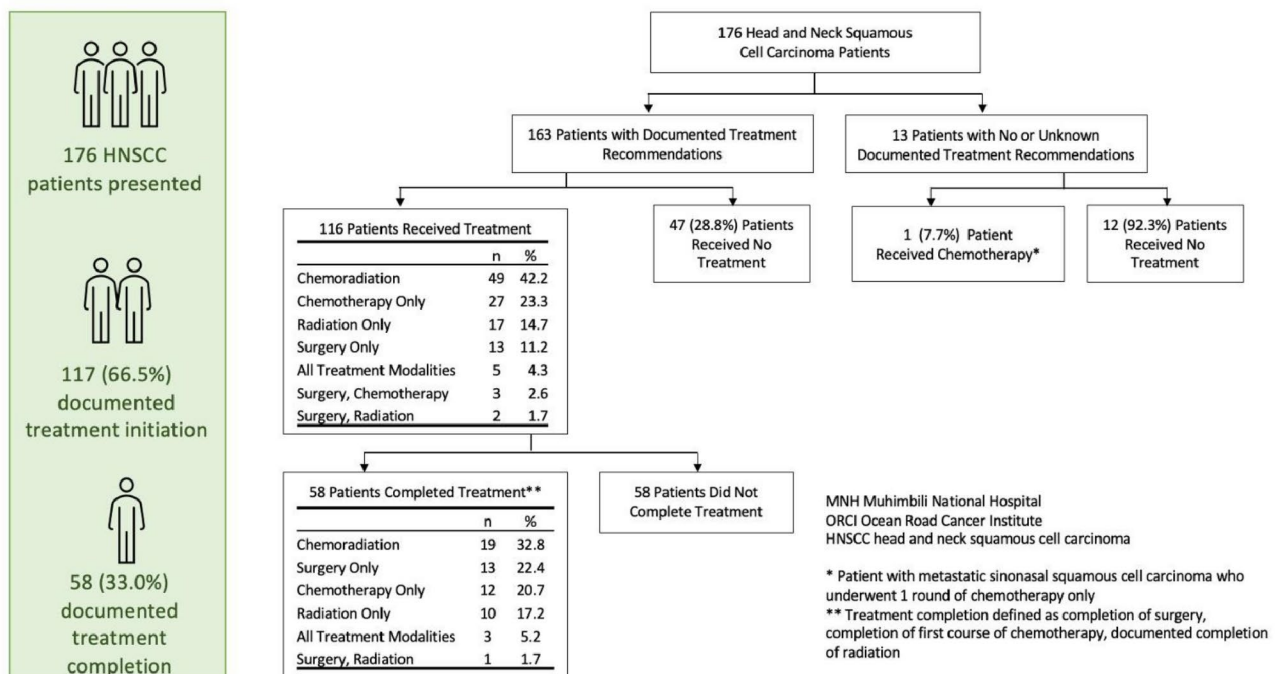 176 HNSCC
patients presented
117 (66.5%)
documented
treatment initiation
58 (33.0%)
documented
treatment
completion
176 Head and Neck Squamous
Cell Carcinoma Patients
163 Patients with Documented Treatment
Recommendations
13 Patients with No or Unknown
Documented Treatment Recommendations
116 Patients Received Treatment
n %
Chemoradiation 49 42.2
Chemotherapy Only 27 23.3
Radiation Only 17 14.7
Surgery Only 13 11.2
All Treatment Modalities 5 4.3
Surgery, Chemotherapy 3 2.6
Surgery, Radiation 2 1.7
47 (28.8%) Patients
Received No
Treatment
1 (7.7%) Patient
Received Chemotherapy*
12 (92.3%) Patients
Received No
Treatment
58 Patients Completed Treatment**
n %
Chemoradiation 19 32.8
Surgery Only 13 22.4
Chemotherapy Only 12 20.7
Radiation Only 10 17.2
All Treatment Modalities 3 5.2
Surgery, Radiation 1 1.7
58 Patients Did Not
Complete Treatment
MNH Muhimbili National Hospital
ORCI Ocean Road Cancer Institute
HNSCC head and neck squamous cell carcinoma
* Patient with metastatic sinonasal squamous cell carcinoma who
underwent 1 round of chemotherapy only
** Treatment completion defined as completion of surgery,
completion of first course of chemotherapy, documented completion
of radiation